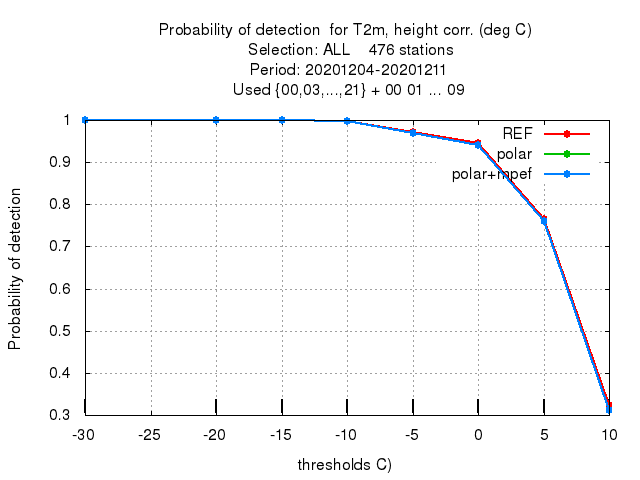 Probability of detection  for T2m, height corr. (deg C)
Selection: ALL    476 stations
Period: 20201204-20201211
Used {00,03,...,21} + 00 01 ... 09
Probability of detection
1
0.9
0.8
0.7
0.6
0.5
0.4
0.3
REF
polar
polar+mpef
-30 -25 -20 -15 -10 -5 0 5 10
thresholds C)